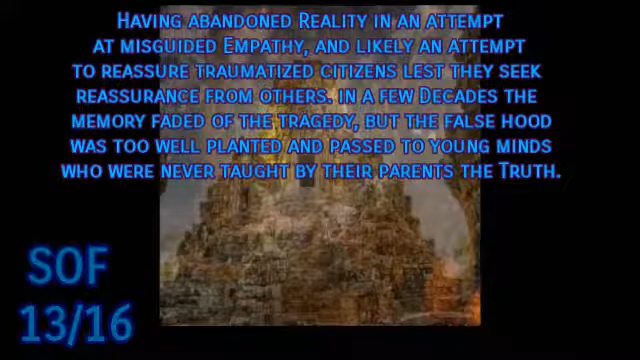 Having abandoned Reality in an attempt
at misguided Empathy, and likely an attempt
to reassure traumatized citizens lest they seek
reassurance from others. in a few Decades the
memory faded of the tragedy, but the false hood
was too well planted and passed to young minds
who were never taught by their parents the Truth.
SOF
13/16